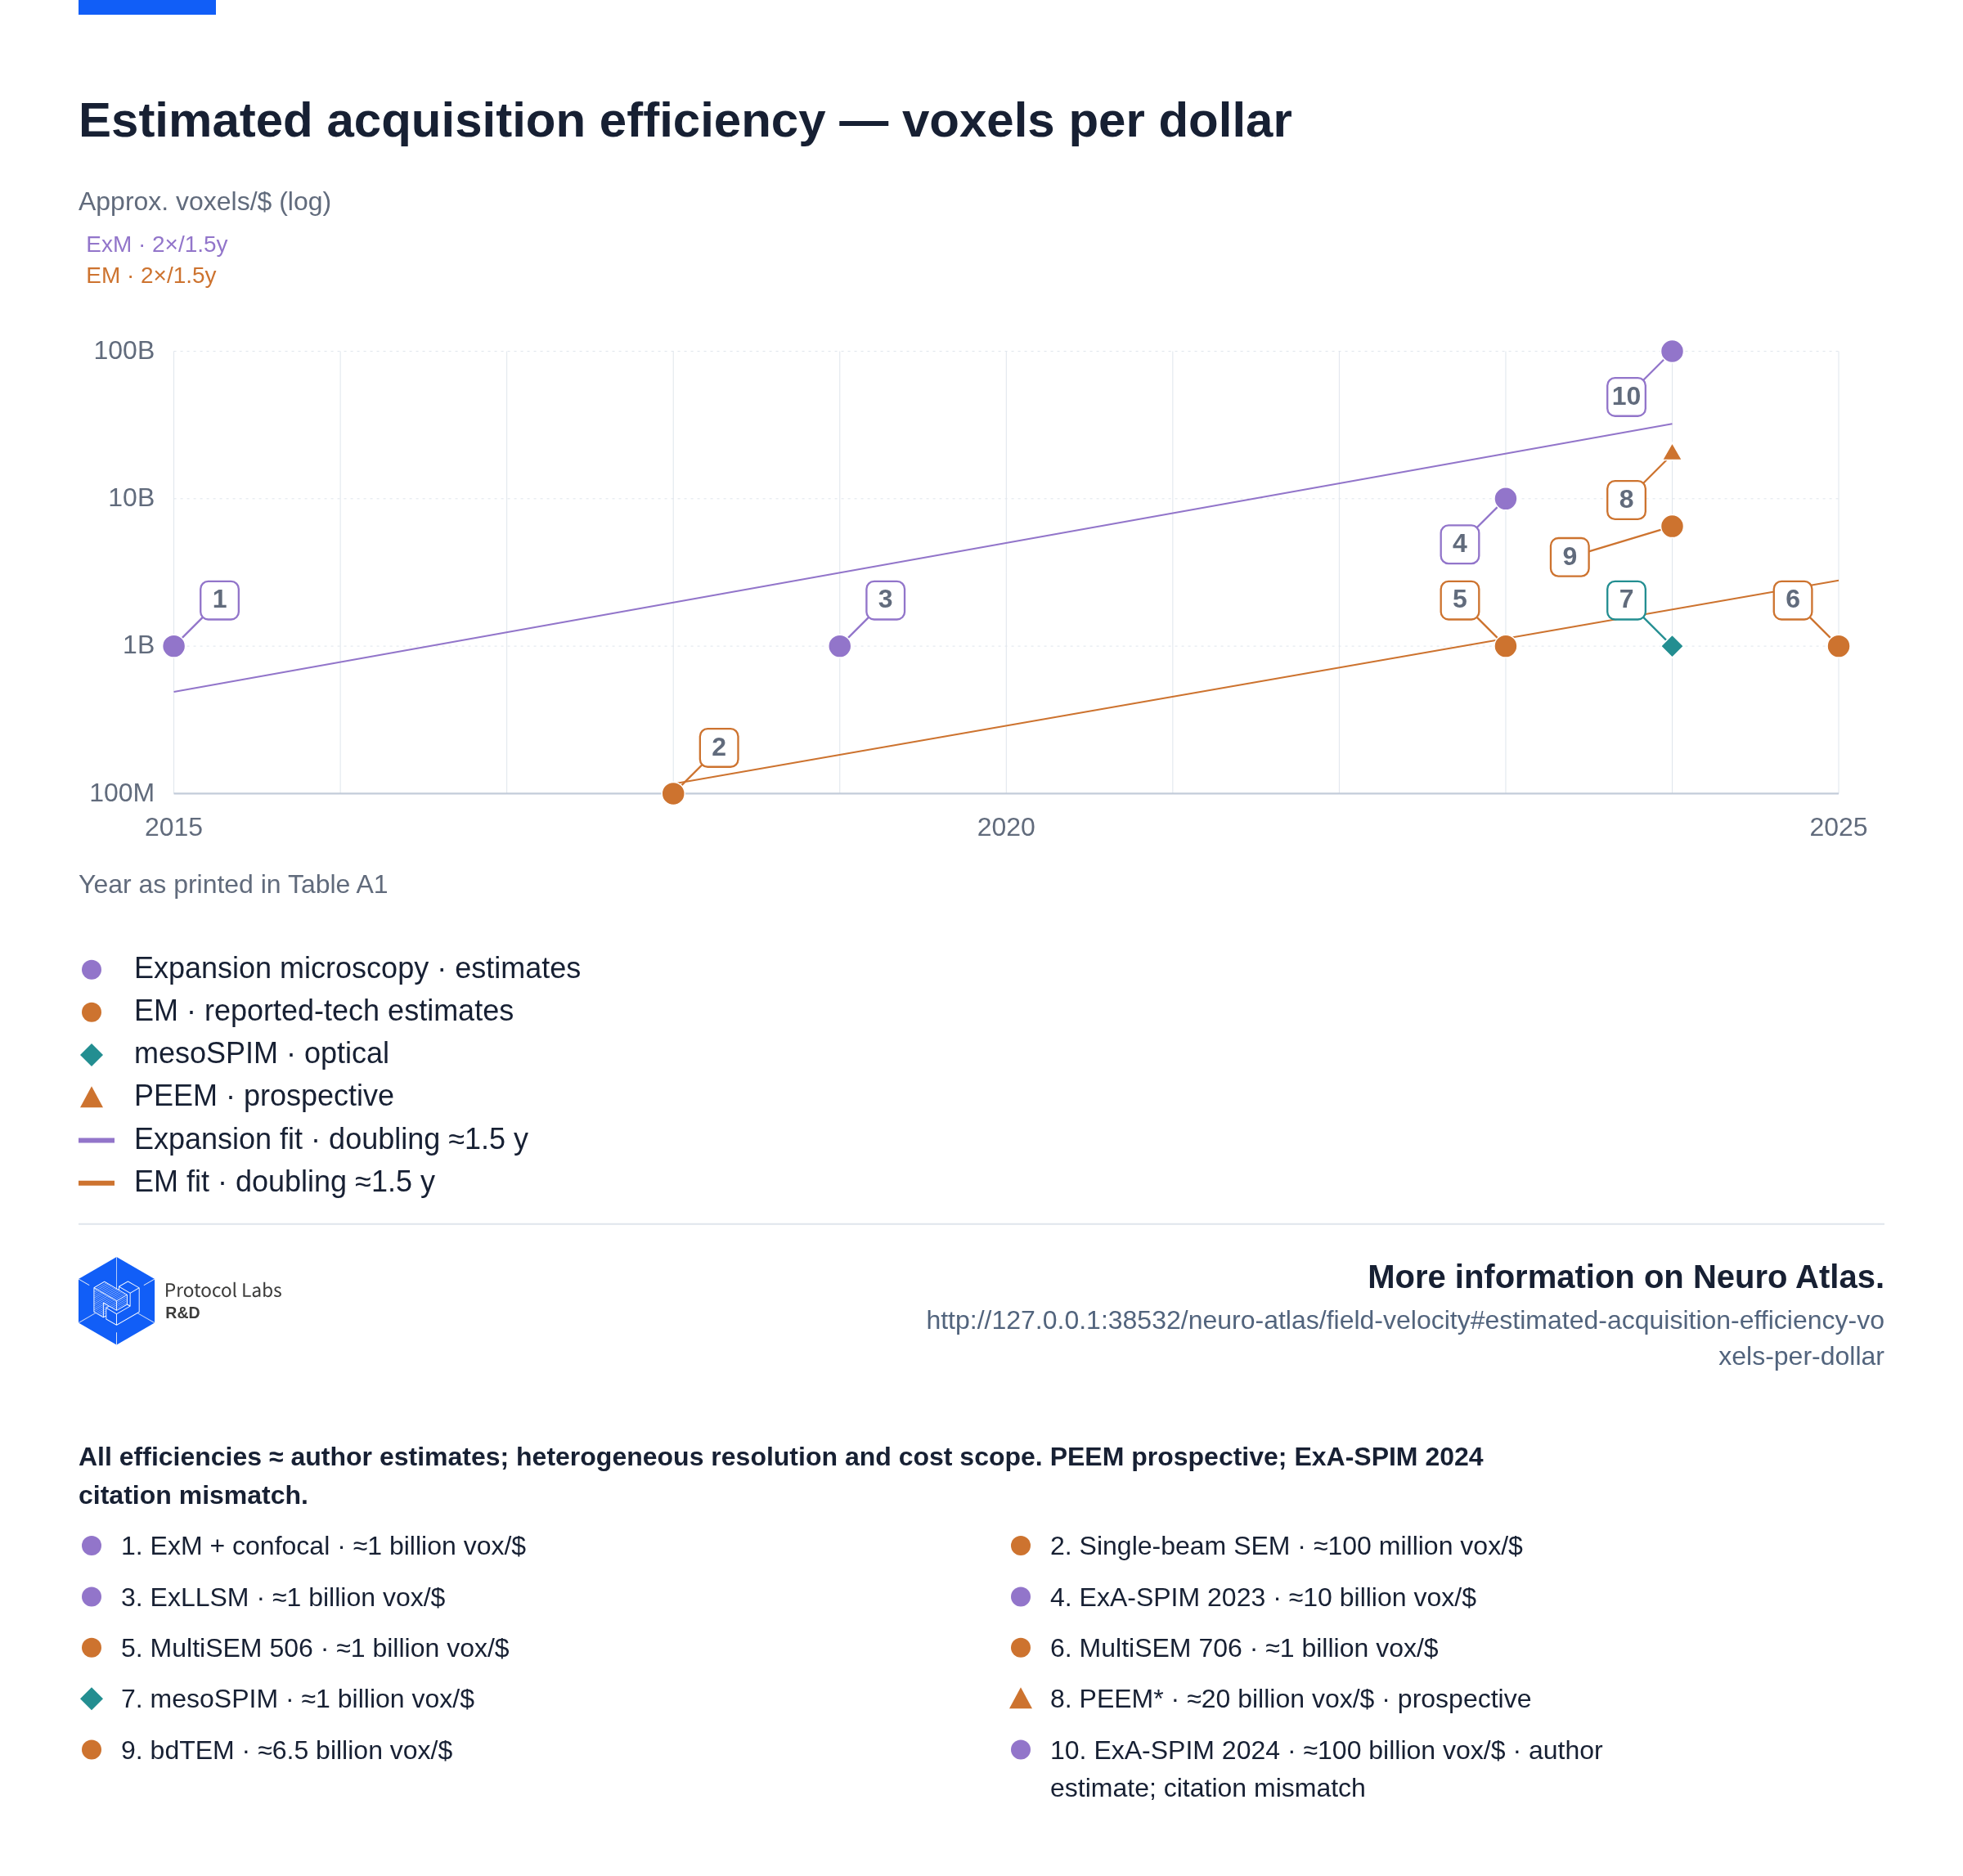 Estimated acquisition efficiency — voxels per dollar
Approx. voxels/$ (log)
ExM · 2×/1.5y
EM · 2×/1.5y
100B
10
10B
8
4
9
1
3
5
7
6
1B
2
100M
2015
2020
2025
Year as printed in Table A1
Expansion microscopy · estimates
EM · reported-tech estimates
mesoSPIM · optical
PEEM · prospective
Expansion fit · doubling ≈1.5 y
EM fit · doubling ≈1.5 y
Protocol Labs
R&D
More information on Neuro Atlas.
http://127.0.0.1:38532/neuro-atlas/field-velocity#estimated-acquisition-efficiency-vo
xels-per-dollar
All efficiencies ≈ author estimates; heterogeneous resolution and cost scope. PEEM prospective; ExA-SPIM 2024
citation mismatch.
1. ExM + confocal · ≈1 billion vox/$
2. Single-beam SEM · ≈100 million vox/$
3. ExLLSM · ≈1 billion vox/$
4. ExA-SPIM 2023 · ≈10 billion vox/$
5. MultiSEM 506 · ≈1 billion vox/$
6. MultiSEM 706 · ≈1 billion vox/$
7. mesoSPIM · ≈1 billion vox/$
8. PEEM* · ≈20 billion vox/$ · prospective
9. bdTEM · ≈6.5 billion vox/$
10. ExA-SPIM 2024 · ≈100 billion vox/$ · author
estimate; citation mismatch